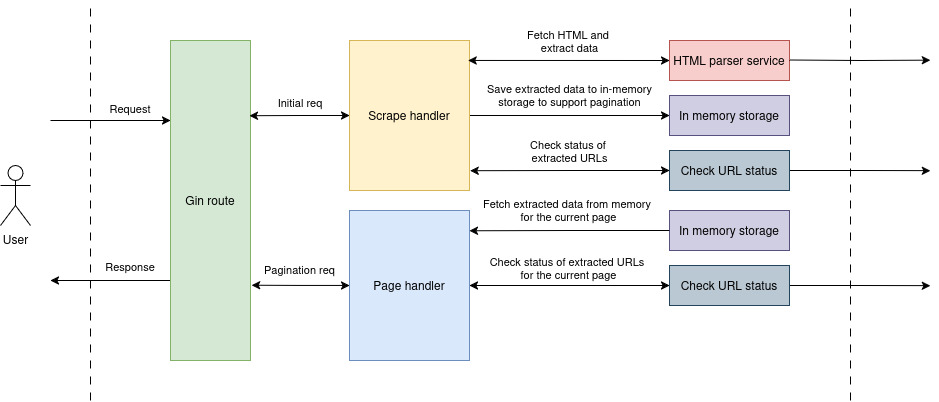 Fetch HTML and
extract data
HTML parser service
Save extracted data to in-memory
storage to support pagination
Request
Initial req
Scrape handler
In memory storage
Check status of
extracted URLs
Check URL status
Gin route
Fetch extracted data from memory
for the current page
In memory storage
User
Response
Pagination req
Page handler
Check status of extracted URLs
for the current page
Check URL status